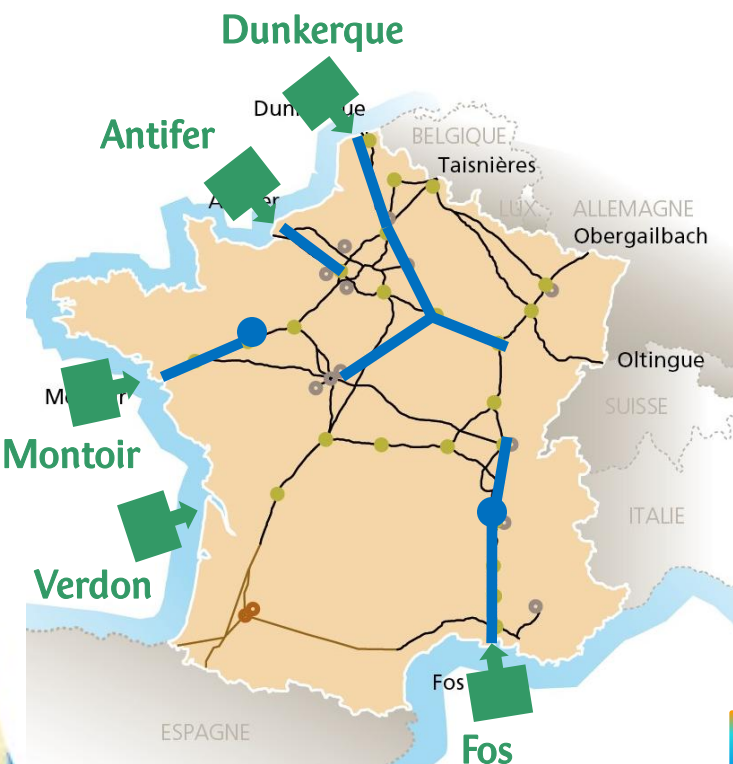 Dunkerque
Antifer
BELGIQUE
Taisnières
LUX.
ALLEMAGNE
Obergailbach
Oltingue
SUISSE
Montoir
ITALIE
Verdon
Fos
ESPAGNE
Fos